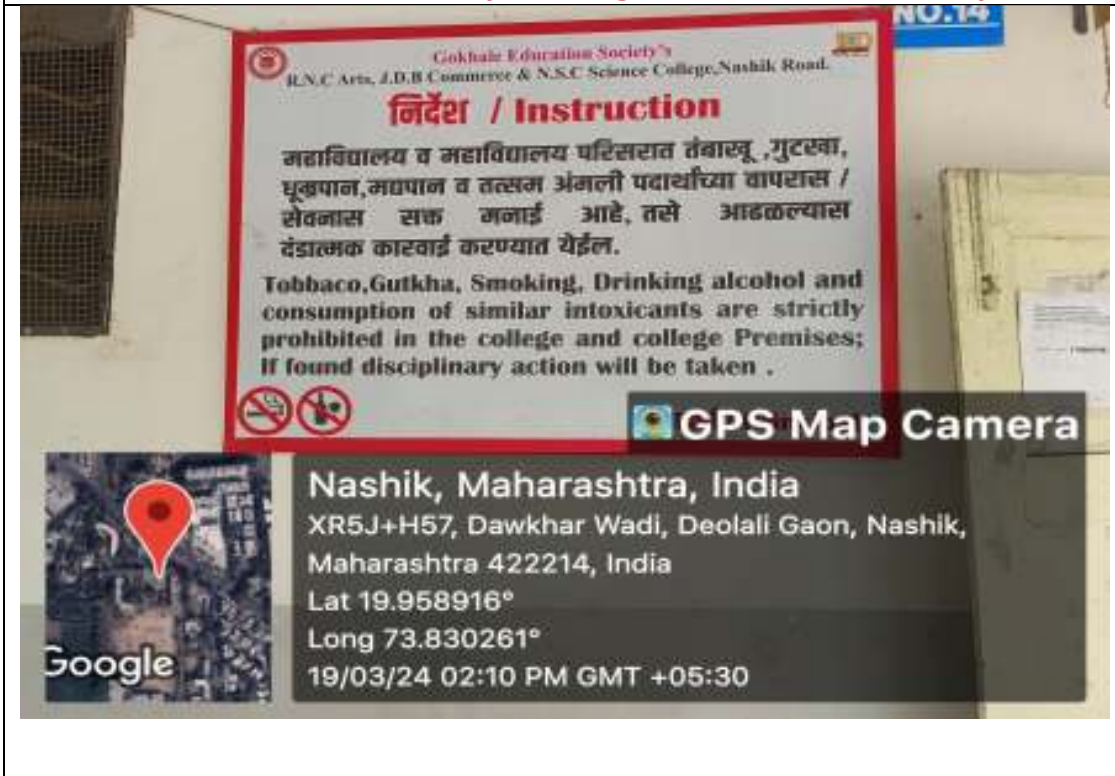 NO.14
Gokhale Education Society's
R.N.C Arts, J.D.B Commerce & N.S.C Science College,Nashik Road.
निर्देश / Instruction
महाविद्यालय व महाविद्यालय परिसरात तंबाखू ,गुटखा,
धूम्रपान,मद्यपान व तत्सम अंमली पदार्थांच्या वापरास /
सेवनास सक्त मनाई आहे, तसे आढळल्यास
दंडात्मक कारवाई करण्यात येईल.
Tobbaco,Gutkha, Smoking, Drinking alcohol and
consumption of similar intoxicants are strictly
prohibited in the college and college Premises;
If found disciplinary action will be taken .
GPS Map Camera
Nashik, Maharashtra, India
XR5J+H57, Dawkhar Wadi, Deolali Gaon, Nashik,
Maharashtra 422214, India
Lat 19.958916°
Long 73.830261°
19/03/24 02:10 PM GMT +05:30
Google